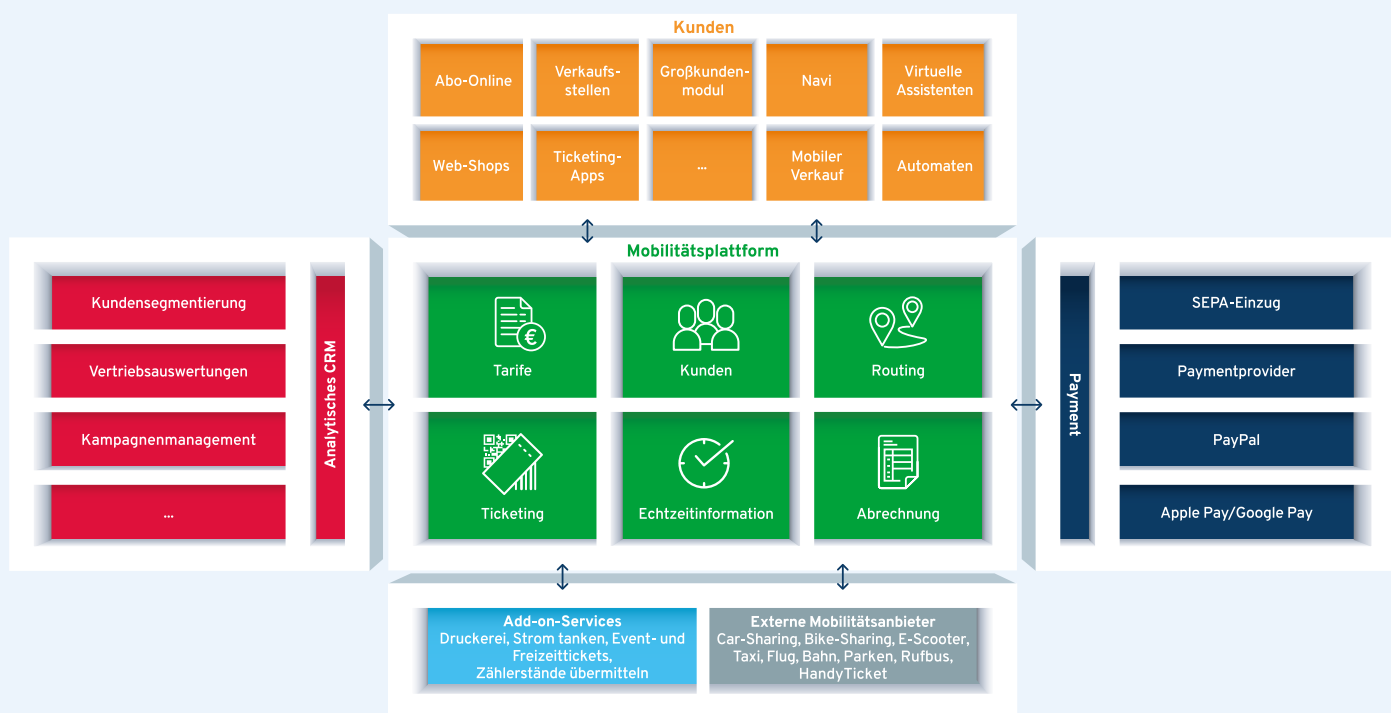 Kunden
Abo-Online
Verkaufs-
stellen
Großkunden-
modul
Navi
Virtuelle
Assistenten
Web-Shops
Ticketing-
Apps
...
Mobiler
Verkauf
Automaten
Kundensegmentierung
Vertriebsauswertungen
Kampagnenmanagement
...
Analytisches CRM
Mobilitätsplattform
€
Tarife
Kunden
Routing
Ticketing
Echtzeitinformation
Abrechnung
Payment
SEPA-Einzug
Paymentprovider
PayPal
Apple Pay/Google Pay
Add-on-Services
Druckerei, Strom tanken, Event- und
Freizeittickets,
Zählerstände übermitteln
Externe Mobilitätsanbieter
Car-Sharing, Bike-Sharing, E-Scooter,
Taxi, Flug, Bahn, Parken, Rufbus,
HandyTicket